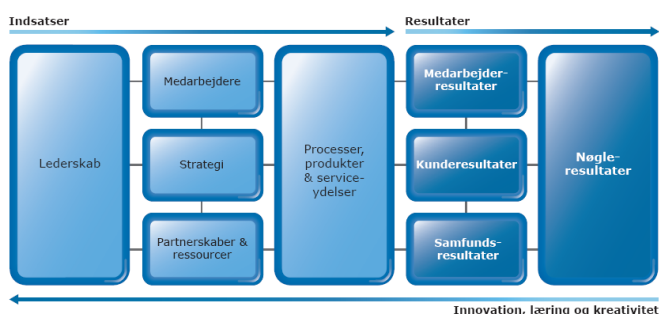 Indsatser
Resultater
Lederskab
Medarbejdere
Strategi
Partnerskaber &
ressourcer
Processer,
produkter
& service-
ydelser
Medarbejder-
resultater
Kunderesultater
Samfunds-
resultater
Nøgle-
resultater
Innovation, læring og kreativitet